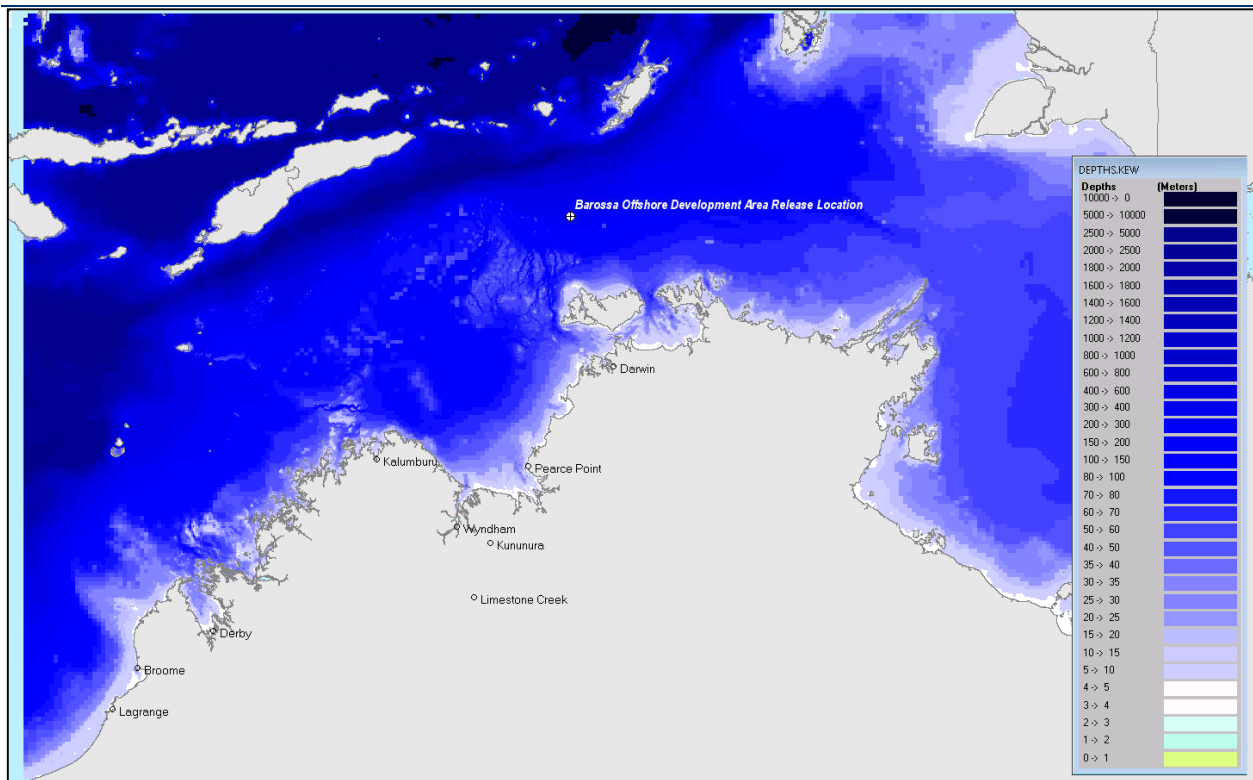 Barossa Offshore Development Area Release Location
Darwin
Kalumburu
Pearce Point
Wyndham
Kununura
Limestone Creek
Derby
Broome
Lagrange
DEPTHS.KEW
Depths (Meters)
10000 -> 0
5000 -> 10000
2500 -> 5000
2000 -> 2500
1800 -> 2000
1600 -> 1800
1400 -> 1600
1200 -> 1400
1000 -> 1200
800 -> 1000
600 -> 800
400 -> 600
300 -> 400
200 -> 300
150 -> 200
100 -> 150
80 -> 100
70 -> 80
60 -> 70
50 -> 60
40 -> 50
35 -> 40
30 -> 35
25 -> 30
20 -> 25
15 -> 20
10 -> 15
5 -> 10
4 -> 5
3 -> 4
2 -> 3
1 -> 2
0 -> 1